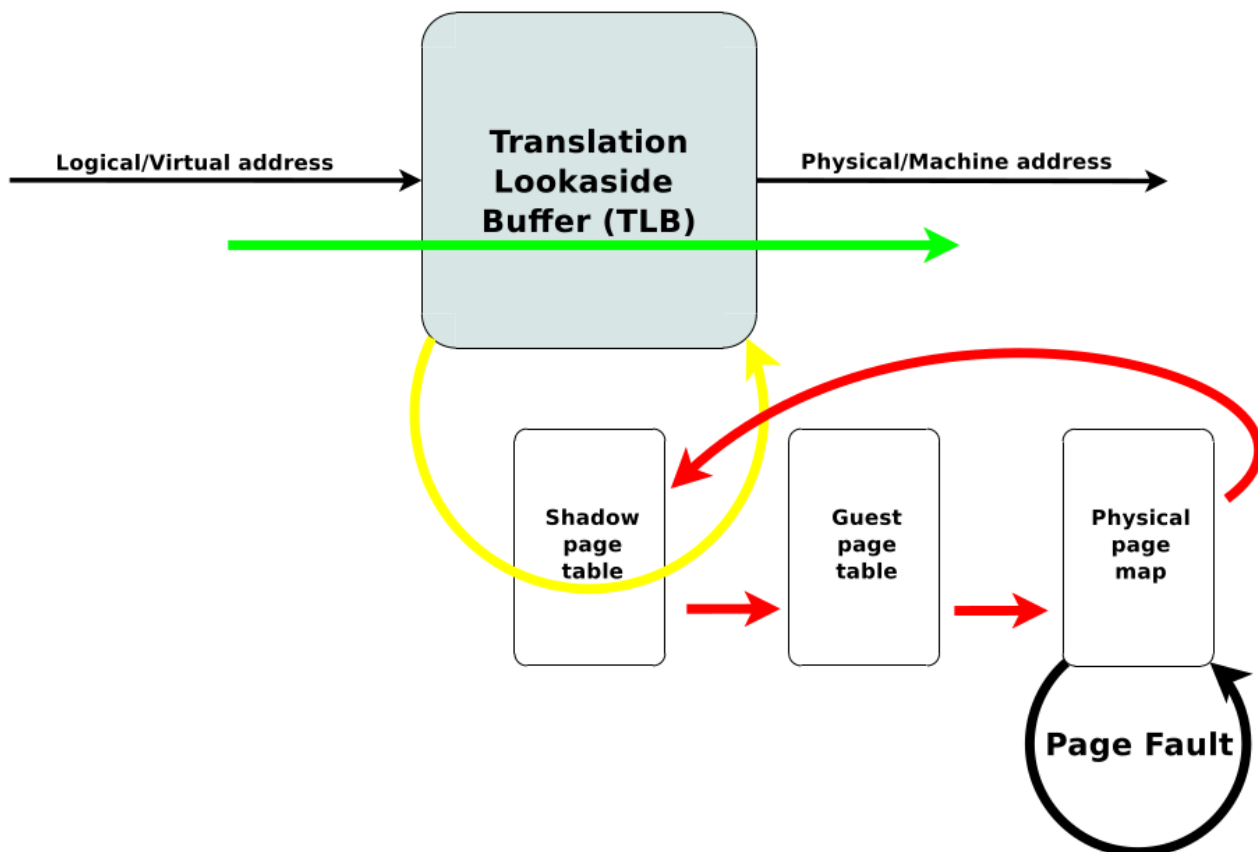 Logical/Virtual address
Translation
Lookaside
Buffer (TLB)
Physical/Machine address
Shadow
page
table
Guest
page
table
Physical
page
map
Page Fault